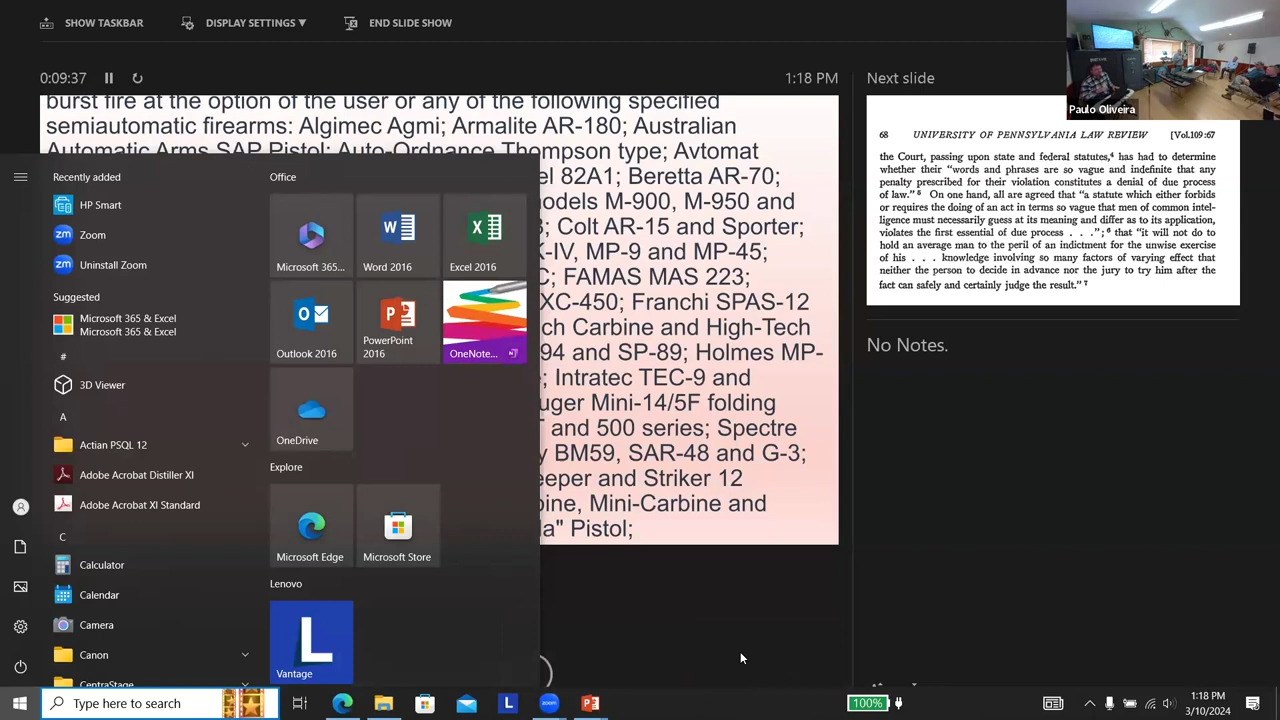 SHOW TASKBAR
DISPLAY SETTINGS ▼
END SLIDE SHOW
0:09:37
1:18 PM
burst fire at the option of the user or any of the following specified
semiautomatic firearms: Algimec Agmi; Armalite AR-180; Australian
Automatic Arms SAP Pistol; Auto-Ordnance Thompson type; Avtomat
el 82A1; Beretta AR-70;
odels M-900, M-950 and
Colt AR-15 and Sporter;
K-IV, MP-9 and MP-45;
C; FAMAS MAS 223;
XC-450; Franchi SPAS-12
ch Carbine and High-Tech
94 and SP-89; Holmes MP-
; Intratec TEC-9 and
uger Mini-14/5F folding
T and 500 series; Spectre
y BM59, SAR-48 and G-3;
eeper and Striker 12
bine, Mini-Carbine and
la" Pistol;
Next slide
Paulo Oliveira
68 UNIVERSITY OF PENNSYLVANIA LAW REVIEW [Vol.109:67
the Court, passing upon state and federal statutes,4 has had to determine
whether their "words and phrases are so vague and indefinite that any
penalty prescribed for their violation constitutes a denial of due process
of law." 5 On one hand, all are agreed that "a statute which either forbids
or requires the doing of an act in terms so vague that men of common intel-
ligence must necessarily guess at its meaning and differ as to its application,
violates the first essential of due process . . ."; 6 that "it will not do to
hold an average man to the peril of an indictment for the unwise exercise
of his . . . knowledge involving so many factors of varying effect that
neither the person to decide in advance nor the jury to try him after the
fact can safely and certainly judge the result." 7
No Notes.
Recently added
HP Smart
Zoom
Uninstall Zoom
Suggested
Microsoft 365 & Excel
Microsoft 365 & Excel
#
3D Viewer
A
Actian PSQL 12
Adobe Acrobat Distiller XI
Adobe Acrobat XI Standard
C
Calculator
Calendar
Camera
Canon
CentraStage
Office
Microsoft 365...
Word 2016
Excel 2016
Outlook 2016
PowerPoint
2016
OneNote...
OneDrive
Explore
Microsoft Edge
Microsoft Store
Lenovo
L
Vantage
Type here to search
L
zoom
100%
1:18 PM
3/10/2024